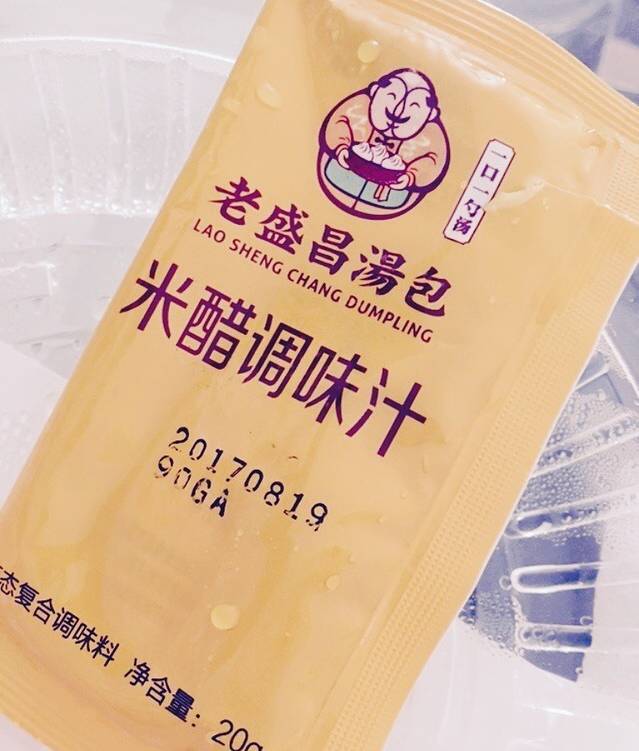 一口一勺汤
老盛昌湯包
LAO SHENG CHANG DUMPLING
米醋调味汁
20170819
90GA
态复合调味料 净含量：20g